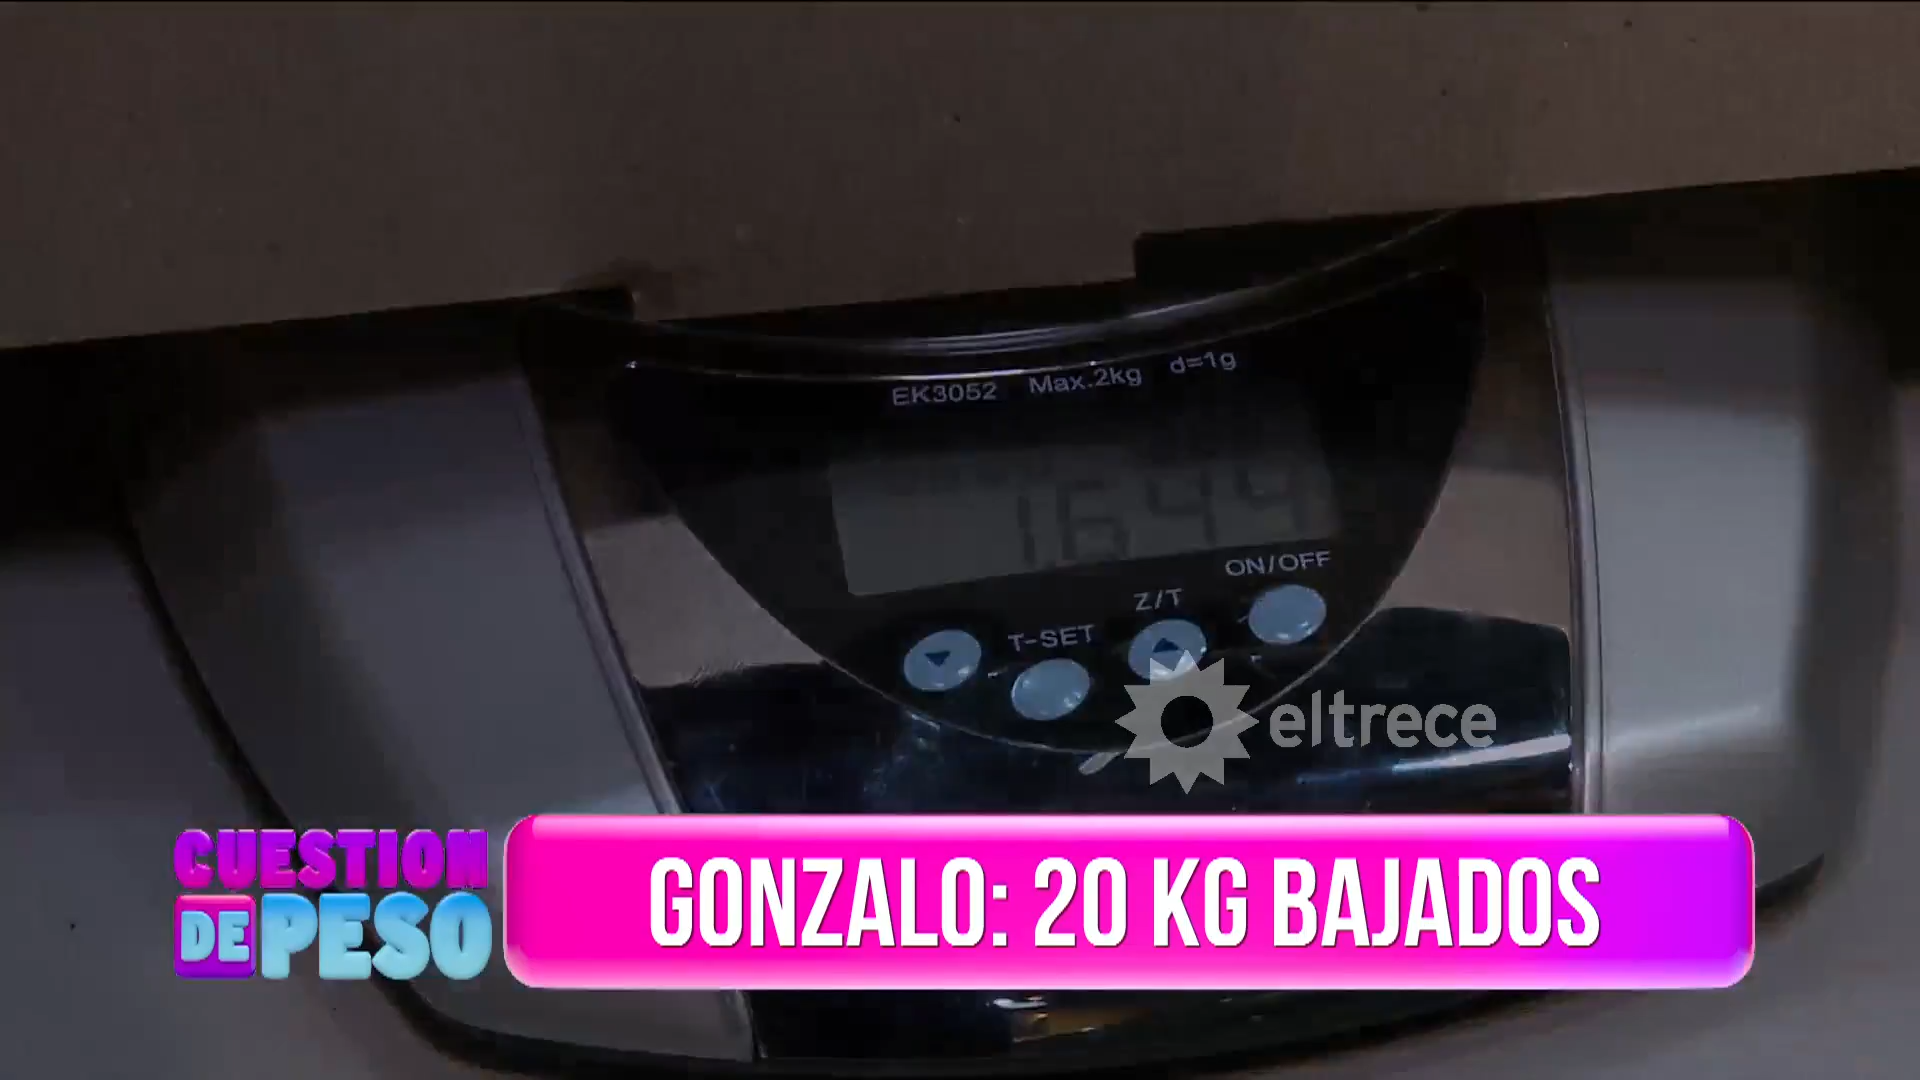 EK3052 Max.2kg d=1g
1644
ON/OFF
Z/T
T-SET
eltrece
CUESTION
DE PESO
GONZALO: 20 KG BAJADOS